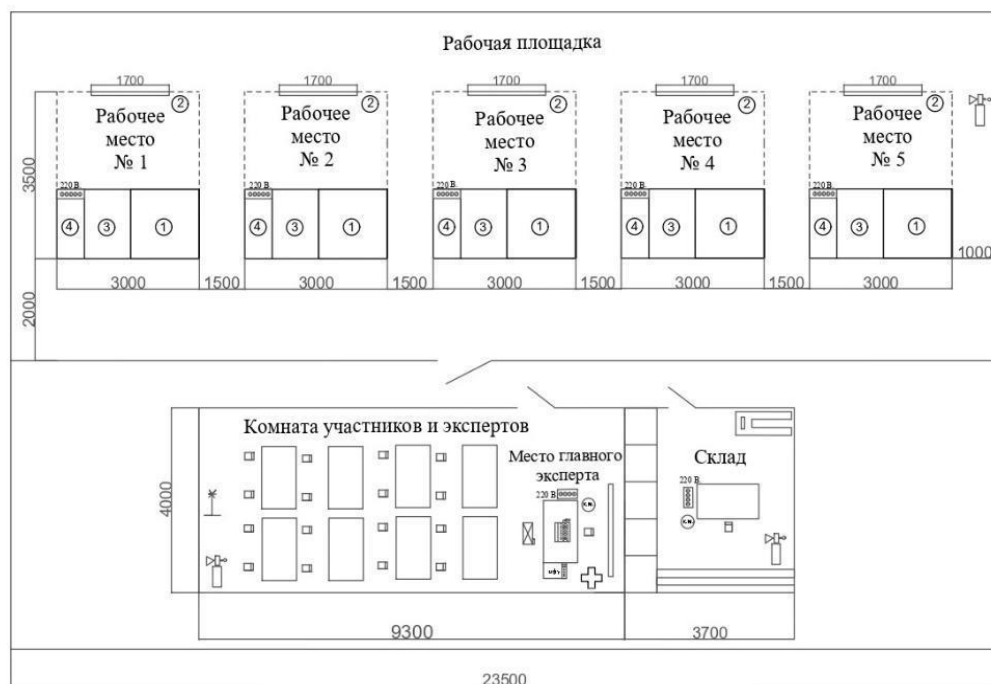 Рабочая площадка
1700 1700 1700 1700 1700
2 2 2 2 2
Рабочее место № 1
Рабочее место № 2
Рабочее место № 3
Рабочее место № 4
Рабочее место № 5
3500
220 В 220 В 220 В 220 В 220 В
4 3 1 4 3 1 4 3 1 4 3 1 4 3 1
1000
3000 1500 3000 1500 3000 1500 3000 1500 3000
2000
Комната участников и экспертов
Место главного
эксперта
Склад
220 В
220 В
4000
9300
3700
23500